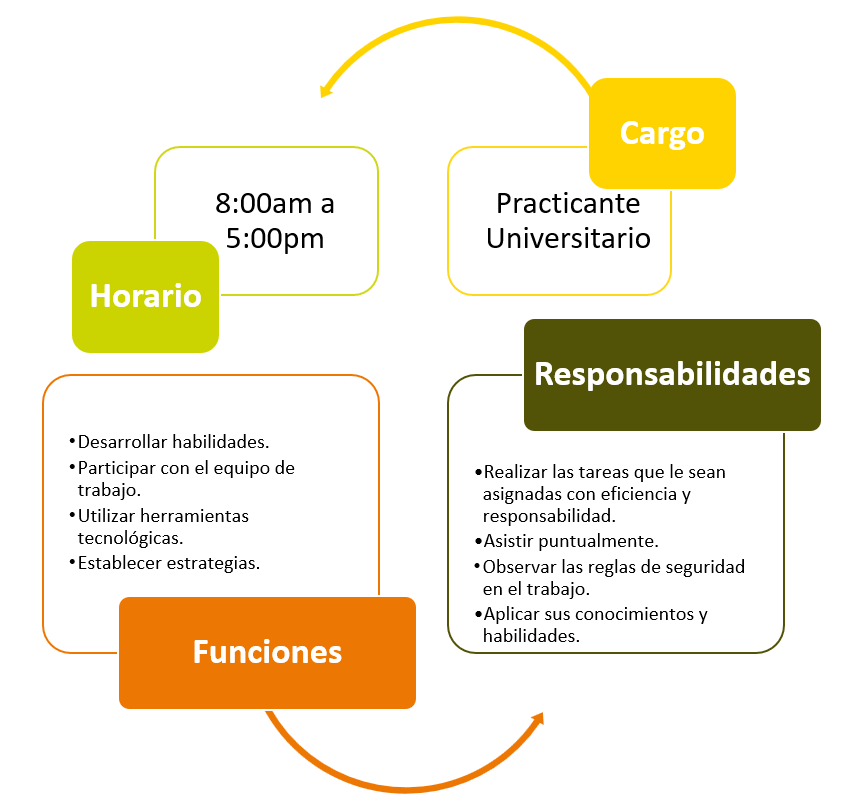 Cargo
Practicante
Universitario
8:00am a
5:00pm
Horario
Responsabilidades
•Realizar las tareas que le sean
asignadas con eficiencia y
responsabilidad.
•Asistir puntualmente.
•Observar las reglas de seguridad
en el trabajo.
•Aplicar sus conocimientos y
habilidades.
•Desarrollar habilidades.
•Participar con el equipo de
trabajo.
•Utilizar herramientas
tecnológicas.
•Establecer estrategias.
Funciones